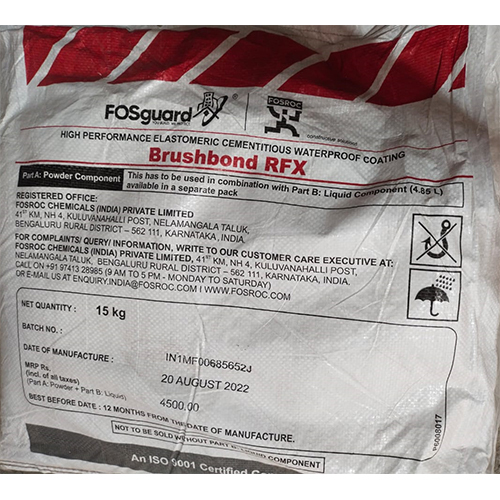 FOSguard
FOSROC
constructive solutions
HIGH PERFORMANCE ELASTOMERIC CEMENTITIOUS WATERPROOF COATING
Brushbond RFX
Part A: Powder Component
This has to be used in combination with Part B: Liquid Component (4.85 L)
available in a separate pack
REGISTERED OFFICE:
FOSROC CHEMICALS (INDIA) PRIVATE LIMITED
41st KM, NH 4, KULUVANAHALLI POST, NELAMANGALA TALUK,
BENGALURU RURAL DISTRICT – 562 111, KARNATAKA, INDIA.
FOR COMPLAINTS/ QUERY/ INFORMATION, WRITE TO OUR CUSTOMER CARE EXECUTIVE AT:
FOSROC CHEMICALS (INDIA) PRIVATE LIMITED, 41st KM, NH 4, KULUVANAHALLI POST,
NELAMANGALA TALUK, BENGALURU RURAL DISTRICT – 562 111, KARNATAKA, INDIA.
CALL ON +91 97413 28985 (9 AM TO 5 PM - MONDAY TO SATURDAY)
OR E-MAIL US AT ENQUIRY.INDIA@FOSROC.COM I WWW.FOSROC.COM
NET QUANTITY : 15 kg
BATCH NO. :
DATE OF MANUFACTURE : IN1MF00685652J
MRP Rs.
(incl. of all taxes) 20 AUGUST 2022
(Part A: Powder + Part B: Liquid) 4500.00
BEST BEFORE DATE : 12 MONTHS FROM THE DATE OF MANUFACTURE.
NOT TO BE SOLD WITHOUT PART B: LIQUID COMPONENT
An ISO 9001 Certified